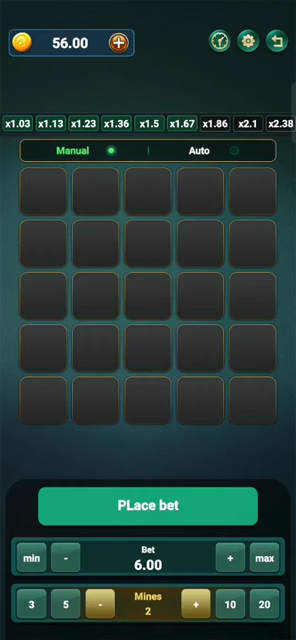 56.00
x1.03 x1.13 x1.23 x1.36 x1.5 x1.67 x1.86 x2.1 x2.38
Manual Auto
PLace bet
min - Bet + max
6.00
3 5 - Mines + 10 20
2